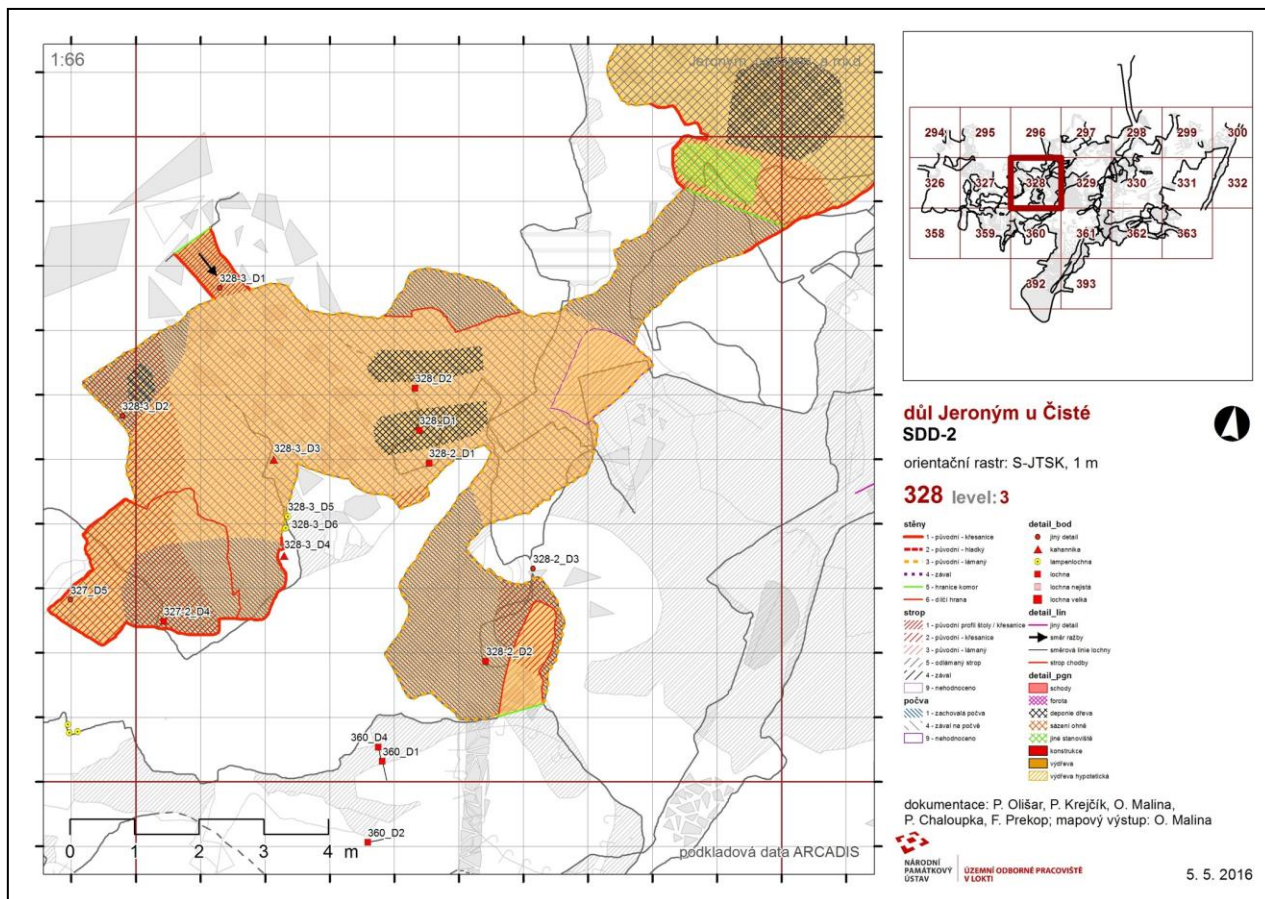 1:66
328-3_D1
328_D2
328-3_D2
328_D1
328-2_D1
328-3_D3
328-3_D5
328-3_D6
328-3_D4
328-2_D3
327_D5
327-2_D4
328-2_D2
360_D4
360_D1
360_D2
0 1 2 3 4 m
podkladová data ARCADIS
294 295 296 297 298 299 300
326 327 328 329 330 331 332
358 359 360 361 362 363
392 393
důl Jeroným u Čisté
SDD-2
orientační rastr: S-JTSK, 1 m
328 level: 3
stěny
1 - původní - křesanice
2 - původní - hladký
3 - původní - lámaný
4 - zával
5 - hranice komor
6 - dílčí hrana
strop
1 - původní profil štoly / křesanice
2 - původní - křesanice
3 - původní - lámaný
5 - odlámaný strop
4 - zával
9 - nehodnoceno
počva
1 - zachovalá počva
4 - zával na počvě
9 - nehodnoceno
detail_bod
jiný detail
kahannika
lampenlochna
lochna
lochna nejistá
lochna velká
detail_lin
jiný detail
směr ražby
směrová linie lochny
strop chodby
detail_pgn
schody
forota
deponie dřeva
sázení ohně
jiné stanoviště
konstrukce
výdřeva
výdřeva hypotetická
dokumentace: P. Olišar, P. Krejčík, O. Malina,
P. Chaloupka, F. Prekop; mapový výstup: O. Malina
NÁRODNÍ
PAMÁTKOVÝ
ÚSTAV
ÚZEMNÍ ODBORNÉ PRACOVIŠTĚ
V LOKTI
5. 5. 2016